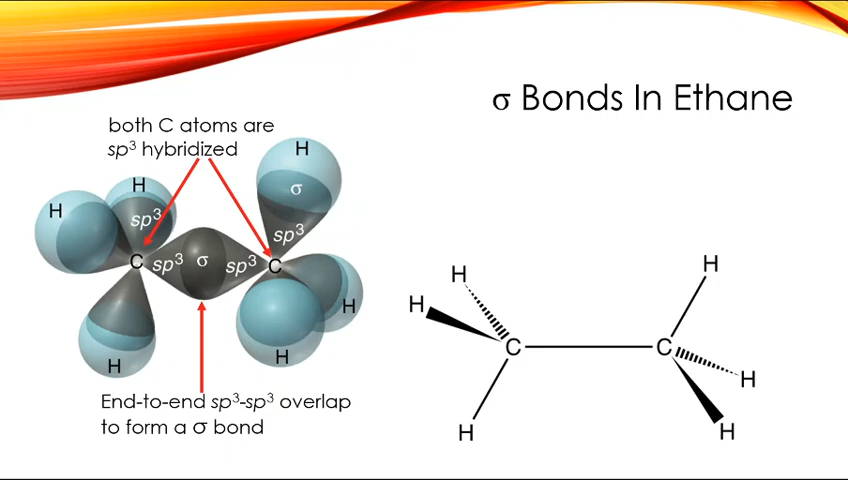 σ Bonds In Ethane
both C atoms are
sp³ hybridized
H
σ
sp³
H
H
sp³
C
sp³
σ
sp³
C
H
H
H
End-to-end sp³-sp³ overlap
to form a σ bond
H
H
H
C
C
H
H
H